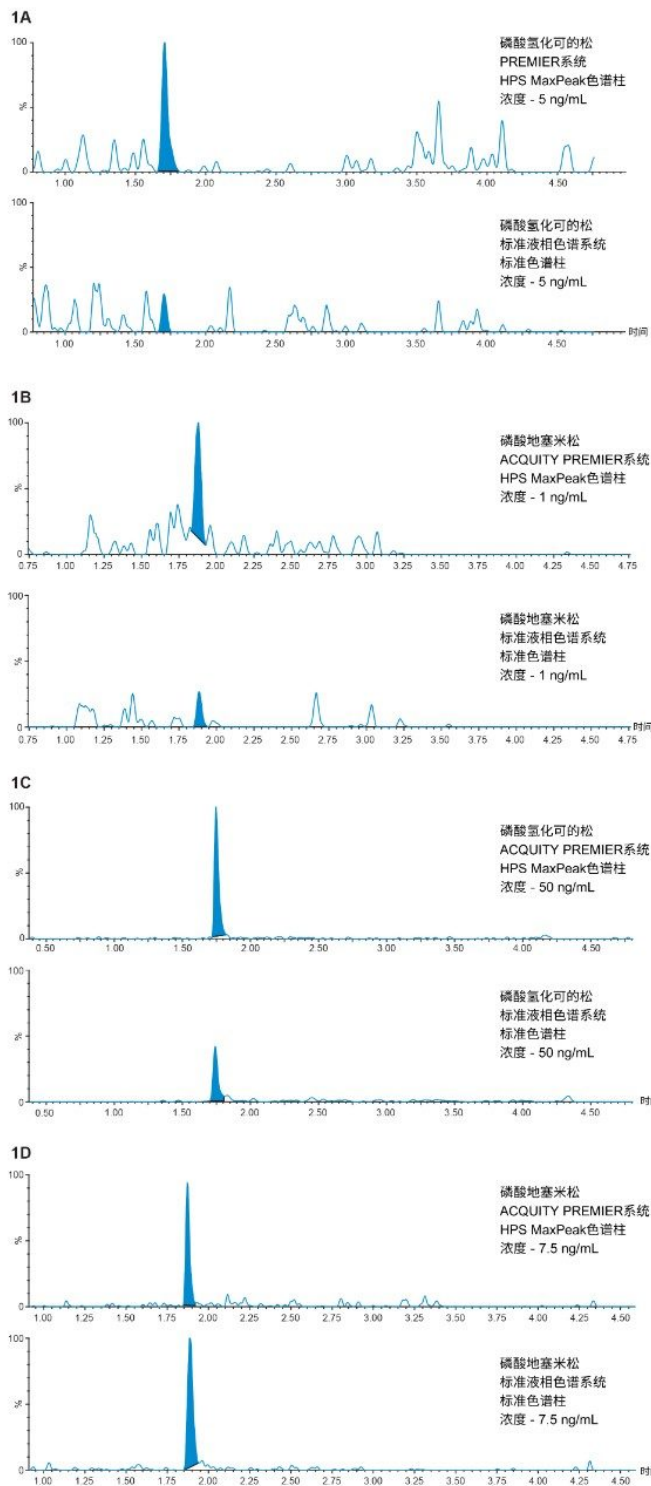 1A
100
%
0
磷酸氢化可的松
PREMIER系统
HPS MaxPeak色谱柱
浓度 - 5 ng/mL
1.00 1.50 2.00 2.50 3.00 3.50 4.00 4.50
100
%
0
磷酸氢化可的松
标准液相色谱系统
标准色谱柱
浓度 - 5 ng/mL
1.00 1.50 2.00 2.50 3.00 3.50 4.00 4.50 时间
1B
100
%
0
磷酸地塞米松
ACQUITY PREMIER系统
HPS MaxPeak色谱柱
浓度 - 1 ng/mL
0.75 1.00 1.25 1.50 1.75 2.00 2.25 2.50 2.75 3.00 3.25 3.50 3.75 4.00 4.25 4.50 4.75
100
%
0
磷酸地塞米松
标准液相色谱系统
标准色谱柱
浓度 - 1 ng/mL
时间
0.75 1.00 1.25 1.50 1.75 2.00 2.25 2.50 2.75 3.00 3.25 3.50 3.75 4.00 4.25 4.50 4.75
1C
100
%
0
磷酸氢化可的松
ACQUITY PREMIER系统
HPS MaxPeak色谱柱
浓度 - 50 ng/mL
0.50 1.00 1.50 2.00 2.50 3.00 3.50 4.00 4.50
100
%
0
磷酸氢化可的松
标准液相色谱系统
标准色谱柱
浓度 - 50 ng/mL
0.50 1.00 1.50 2.00 2.50 3.00 3.50 4.00 4.50 时
1D
100
%
0
磷酸地塞米松
ACQUITY PREMIER系统
HPS MaxPeak色谱柱
浓度 - 7.5 ng/mL
1.00 1.25 1.50 1.75 2.00 2.25 2.50 2.75 3.00 3.25 3.50 3.75 4.00 4.25 4.50
100
%
0
磷酸地塞米松
标准液相色谱系统
标准色谱柱
浓度 - 7.5 ng/mL
1.00 1.25 1.50 1.75 2.00 2.25 2.50 2.75 3.00 3.25 3.50 3.75 4.00 4.25 4.50 时